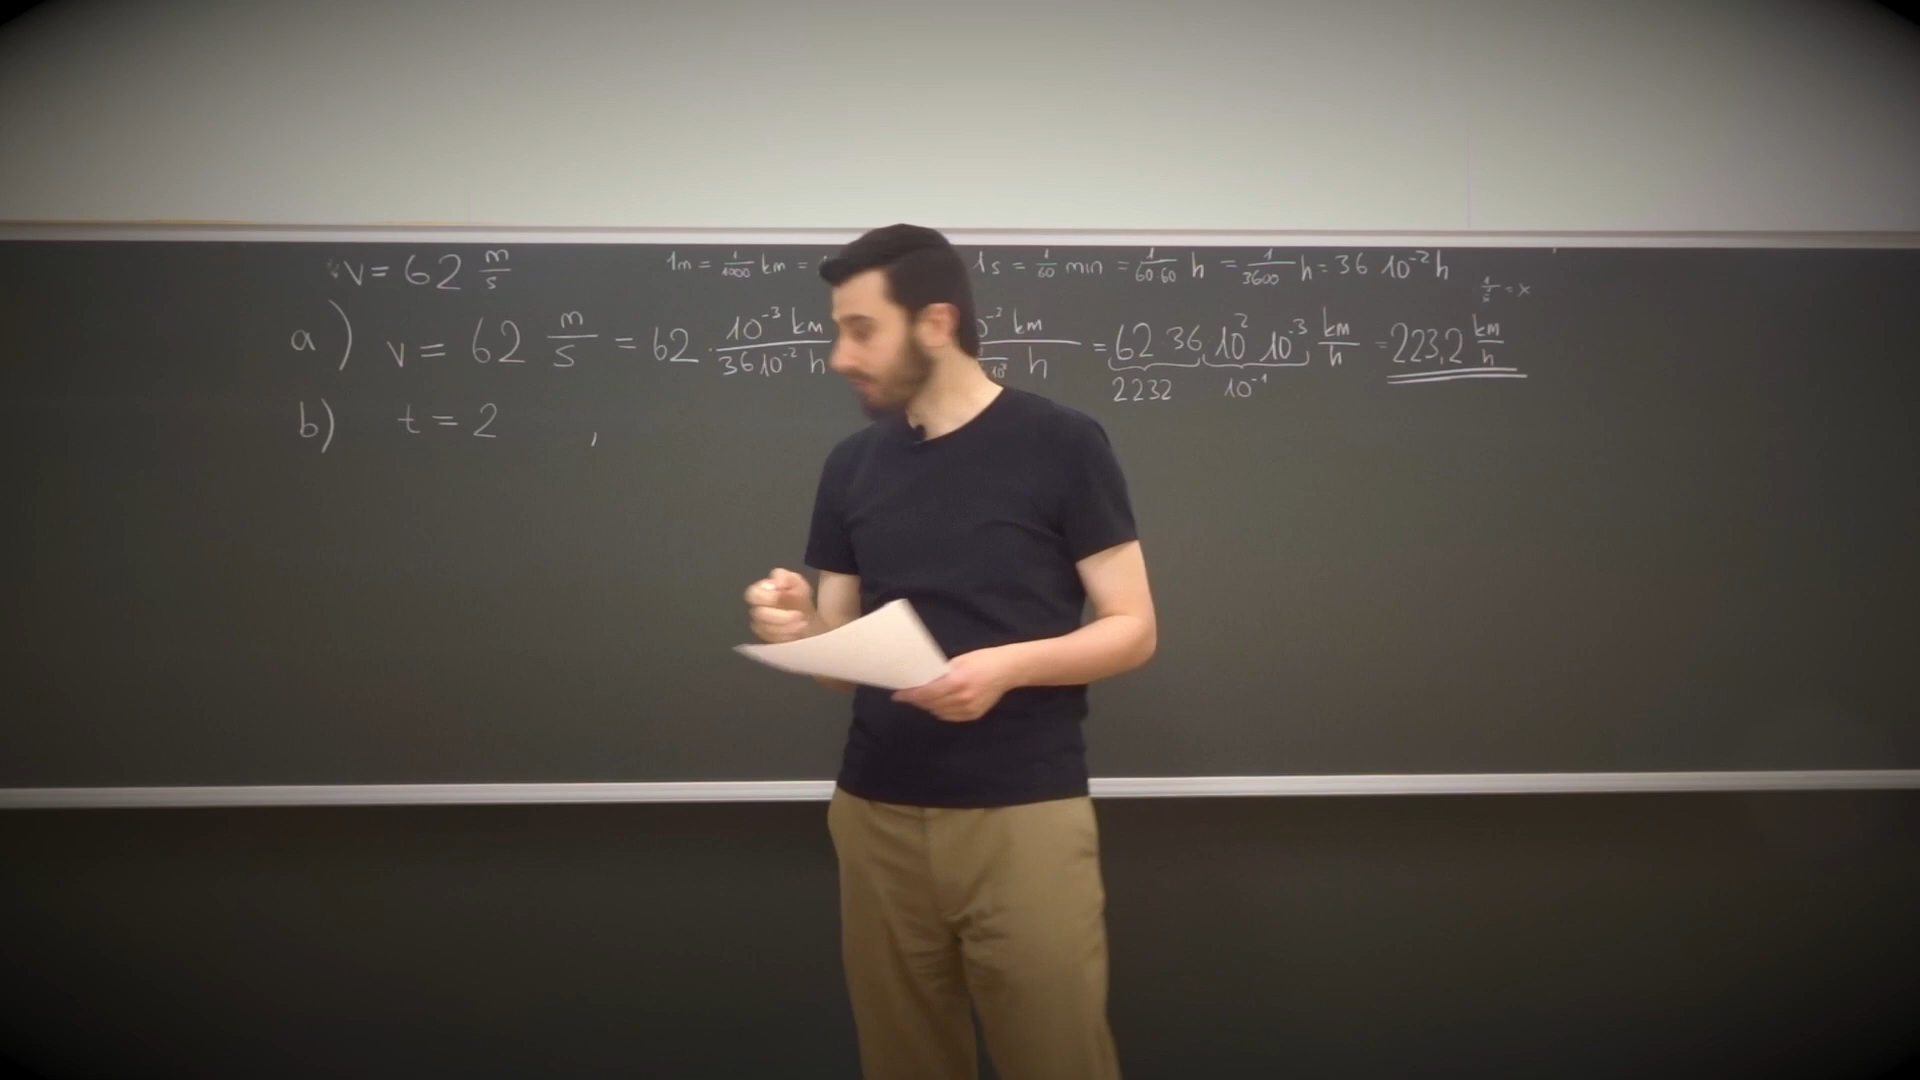 v = 62 m/s
1m = 1/1000 km =
1s = 1/60 min = 1/60 60 h = 1/3600 h = 36 10⁻² h
a) v = 62 m/s = 62 · 10⁻³ km / 36 10⁻² h
km / h = 62 36 10² 10⁻³ km/h = 223,2 km/h
2232 10⁻¹
b) t = 2 ,